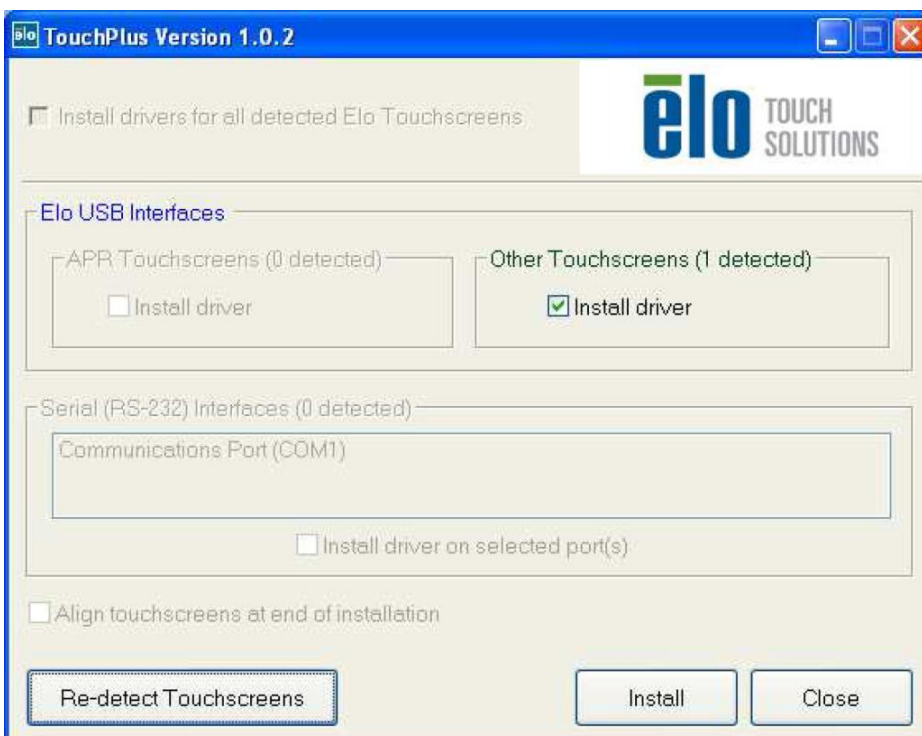 elo TouchPlus Version 1.0.2
Install drivers for all detected Elo Touchscreens
elo TOUCH SOLUTIONS
Elo USB Interfaces
APR Touchscreens (0 detected)
Install driver
Other Touchscreens (1 detected)
Install driver
Serial (RS-232) Interfaces (0 detected)
Communications Port (COM1)
Install driver on selected port(s)
Align touchscreens at end of installation
Re-detect Touchscreens
Install
Close